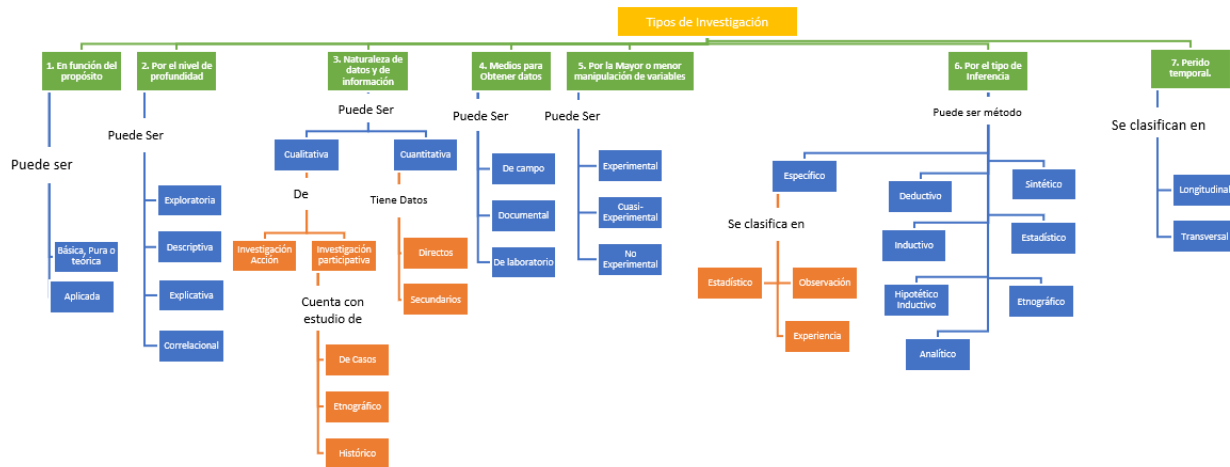 Tipos de Investigación
1. En función del
propósito
2. Por el nivel de
profundidad
3. Naturaleza de
datos y de
información
4. Medios para
Obtener datos
5. Por la Mayor o menor
manipulación de variables
6. Por el tipo de
Inferencia
7. Perido
temporal.
Puede ser
Básica, Pura o
teórica
Aplicada
Puede Ser
Exploratoria
Descriptiva
Explicativa
Correlacional
Puede Ser
Cualitativa
Cuantitativa
De
Tiene Datos
Investigación
Acción
Investigación
participativa
Directos
Secundarios
Cuenta con
estudio de
De Casos
Etnográfico
Histórico
Puede Ser
De campo
Documental
De laboratorio
Puede Ser
Experimental
Cuasi-
Experimental
No
Experimental
Puede ser método
Específico
Se clasifica en
Estadístico
Observación
Experiencia
Deductivo
Sintético
Inductivo
Estadístico
Hipotético
Inductivo
Etnográfico
Analítico
Se clasifican en
Longitudinal
Transversal